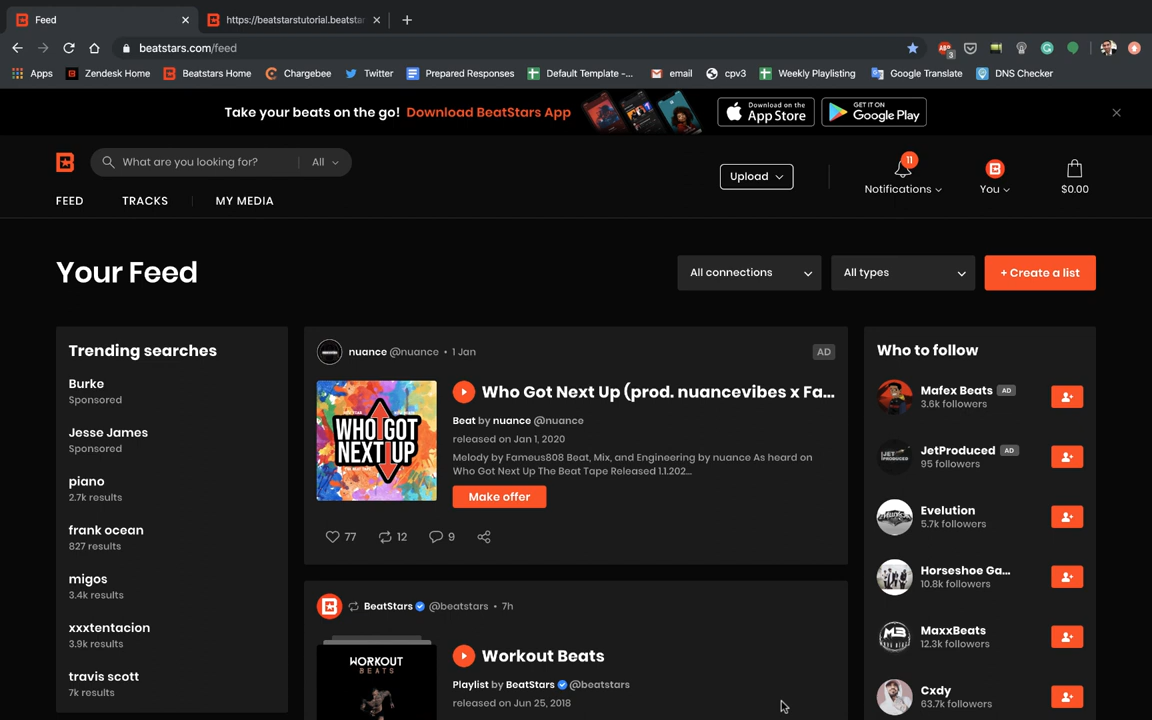 Feed
https://beatstarstutorial.beatstar
beatstars.com/feed
3
Apps
Zendesk Home
Beatstars Home
Chargebee
Twitter
Prepared Responses
Default Template -...
email
cpv3
Weekly Playlisting
Google Translate
DNS Checker
Take your beats on the go! Download BeatStars App
Download on the
App Store
GET IT ON
Google Play
What are you looking for?
All
Upload
11
Notifications
You
$0.00
FEED
TRACKS
MY MEDIA
Your Feed
All connections
All types
+ Create a list
Trending searches
Burke
Sponsored
Jesse James
Sponsored
piano
2.7k results
frank ocean
827 results
migos
3.4k results
xxxtentacion
3.9k results
travis scott
7k results
nuance @nuance • 1 Jan
AD
WHO GOT
NEXT UP
Who Got Next Up (prod. nuancevibes x Fa...
Beat by nuance @nuance
released on Jan 1, 2020
Melody by Fameus808 Beat, Mix, and Engineering by nuance As heard on
Who Got Next Up The Beat Tape Released 1.1.202...
Make offer
77
12
9
BeatStars @beatstars • 7h
WORKOUT
BEATS
Workout Beats
Playlist by BeatStars @beatstars
released on Jun 25, 2018
Who to follow
Mafex Beats AD
3.6k followers
JetProduced AD
95 followers
Evelution
5.7k followers
Horseshoe Ga...
10.8k followers
MaxxBeats
12.3k followers
Cxdy
63.7k followers